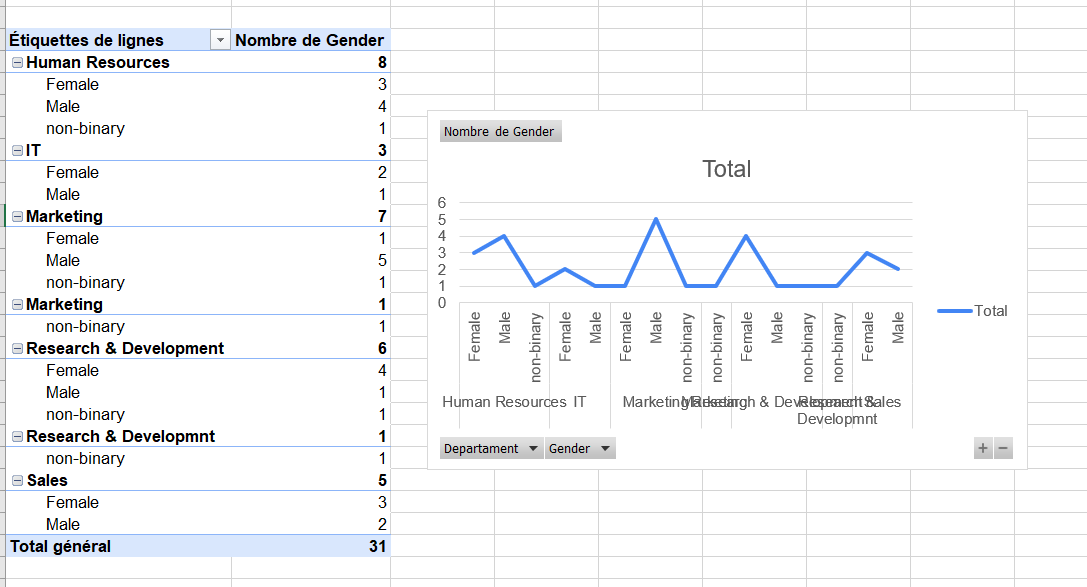 Étiquettes de lignes Nombre de Gender
Human Resources 8
Female 3
Male 4
non-binary 1
IT 3
Female 2
Male 1
Marketing 7
Female 1
Male 5
non-binary 1
Marketing 1
non-binary 1
Research & Development 6
Female 4
Male 1
non-binary 1
Research & Developmnt 1
non-binary 1
Sales 5
Female 3
Male 2
Total général 31
Nombre de Gender
Total
6
5
4
3
2
1
0
Female
Male
non-binary
Female
Male
Female
Male
non-binary
non-binary
Female
Male
non-binary
non-binary
Female
Male
Human Resources
IT
Marketing
Marketing
Research & Development
Research &
Developmnt
Sales
Total
Departament
Gender
+ −